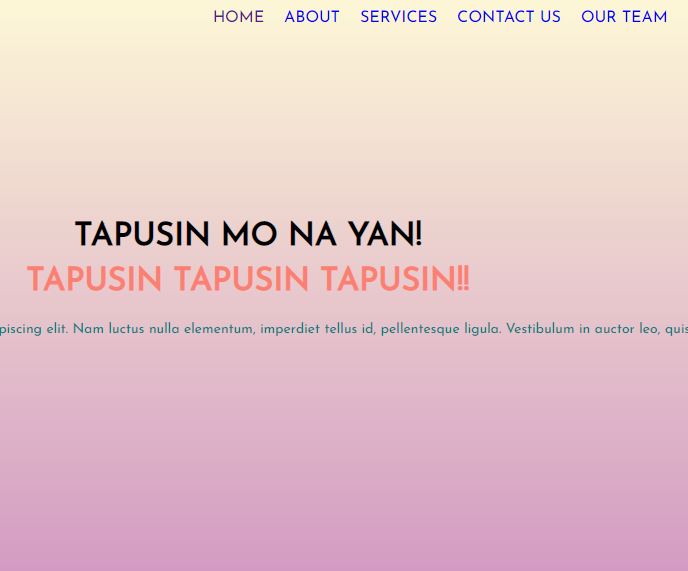 HOME ABOUT SERVICES CONTACT US OUR TEAM
TAPUSIN MO NA YAN!
TAPUSIN TAPUSIN TAPUSIN!!
piscing elit. Nam luctus nulla elementum, imperdiet tellus id, pellentesque ligula. Vestibulum in auctor leo, quis